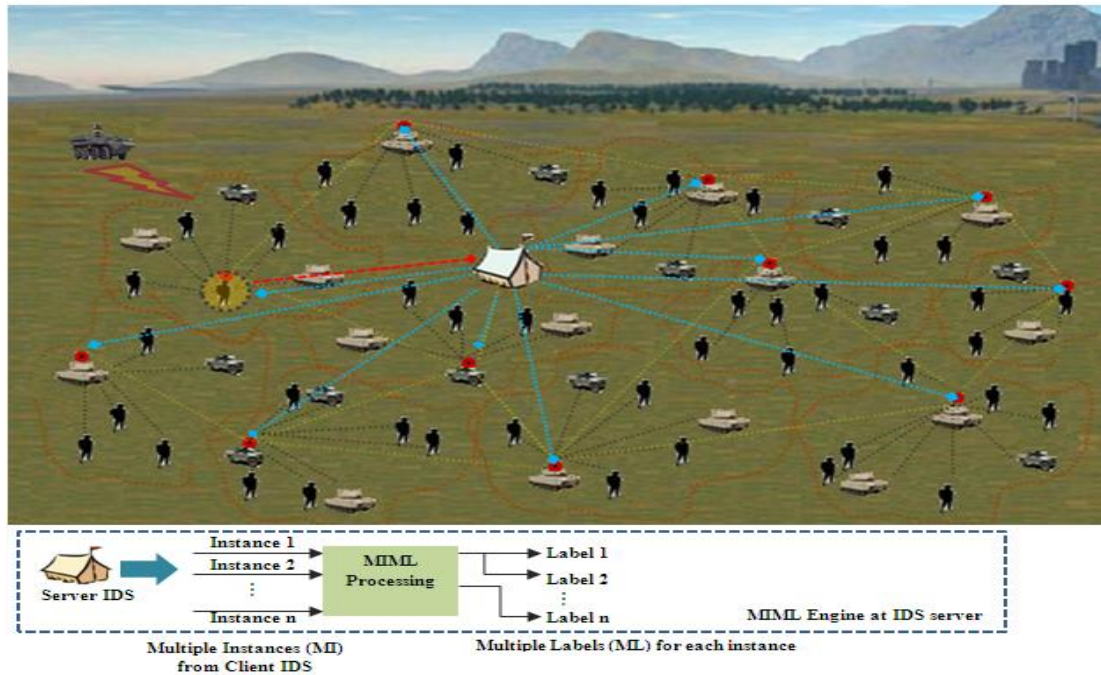 Server IDS
Instance 1
Instance 2
⋮
Instance n
MIML
Processing
Label 1
Label 2
⋮
Label n
MIML Engine at IDS server
Multiple Instances (MI)
from Client IDS
Multiple Labels (ML) for each instance